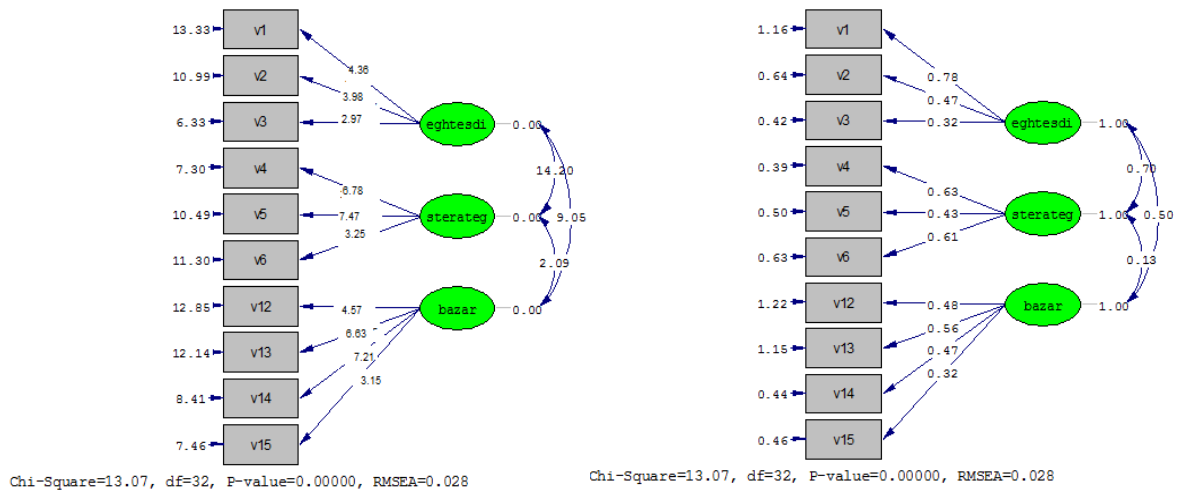 13.33 v1
4.36
10.99 v2
3.98
6.33 v3 2.97 eghtesdi 0.00
7.30 v4
14.20
6.78
10.49 v5 7.47 sterateg 0.00 9.05
3.25
11.30 v6
2.09
12.85 v12 4.57 bazar 0.00
6.63
12.14 v13
7.21
3.15
8.41 v14
7.46 v15
Chi-Square=13.07, df=32, P-value=0.00000, RMSEA=0.028
1.16 v1
0.78
0.64 v2
0.47
0.42 v3 0.32 eghtesdi 1.00
0.39 v4
0.70
0.63
0.50 v5 0.43 sterateg 1.00 0.50
0.61
0.63 v6
0.13
1.22 v12 0.48 bazar 1.00
0.56
1.15 v13
0.47
0.32
0.44 v14
0.46 v15
Chi-Square=13.07, df=32, P-value=0.00000, RMSEA=0.028